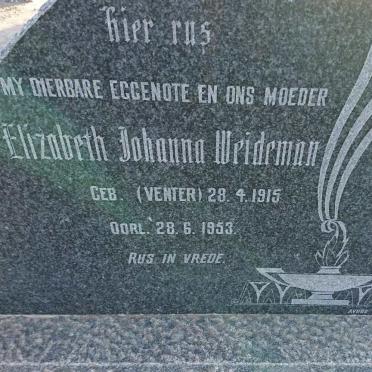 Hier rus
MY DIERBARE EGGENOTE EN ONS MOEDER
Elizabeth Johanna Weideman
GEB. (VENTER) 28.4.1915
OORL. 28.6.1953.
RUS IN VREDE.